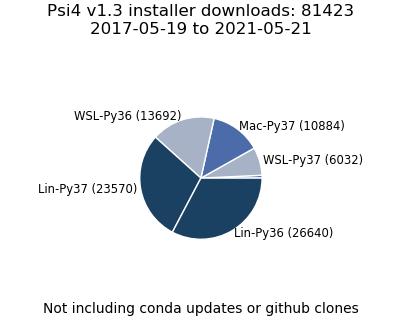 Psi4 v1.3 installer downloads: 81423
2017-05-19 to 2021-05-21
WSL-Py36 (13692)
Mac-Py37 (10884)
WSL-Py37 (6032)
Lin-Py37 (23570)
Lin-Py36 (26640)
Not including conda updates or github clones